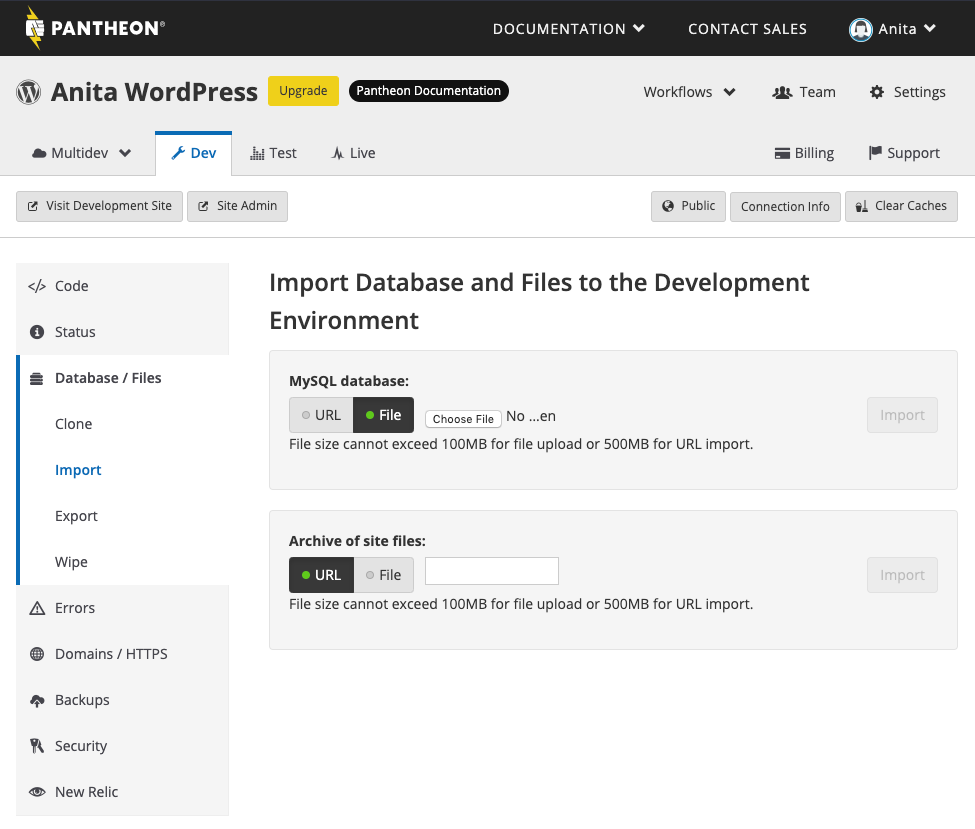 PANTHEON®
DOCUMENTATION
CONTACT SALES
Anita
Anita WordPress
Upgrade
Pantheon Documentation
Workflows
Team
Settings
Multidev
Dev
Test
Live
Billing
Support
Visit Development Site
Site Admin
Public
Connection Info
Clear Caches
</> Code
Status
Database / Files
Clone
Import
Export
Wipe
Errors
Domains / HTTPS
Backups
Security
New Relic
Import Database and Files to the Development
Environment
MySQL database:
URL
File
Choose File
No ...en
Import
File size cannot exceed 100MB for file upload or 500MB for URL import.
Archive of site files:
URL
File
Import
File size cannot exceed 100MB for file upload or 500MB for URL import.